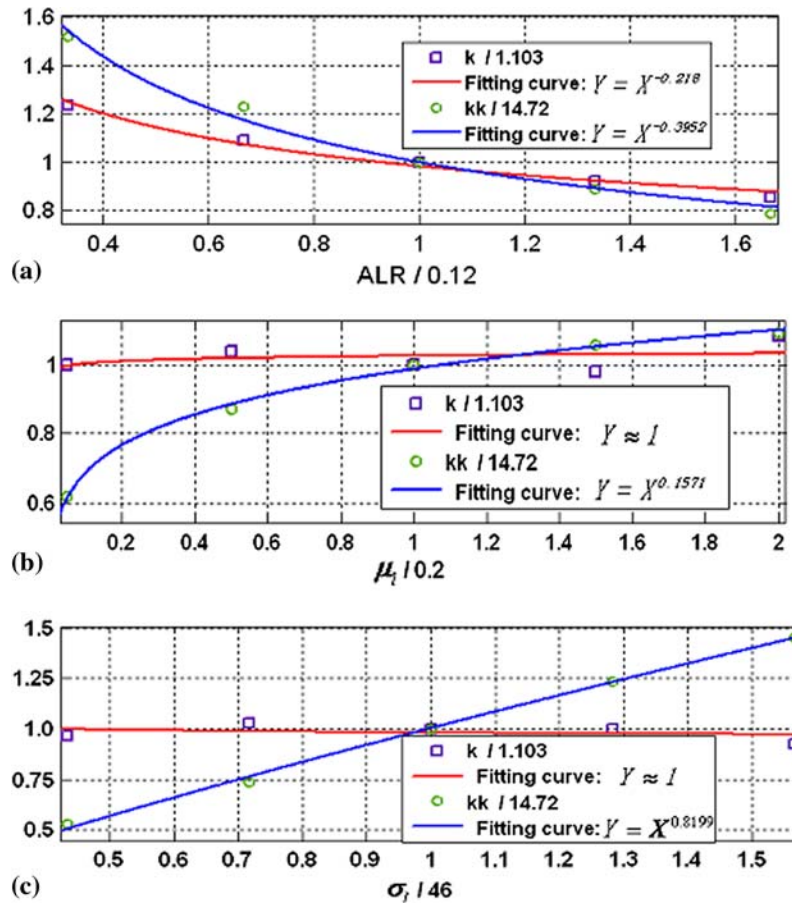 1.6
1.4
1.2
1
0.8
k / 1.103
Fitting curve: Y = X^-0.218
kk / 14.72
Fitting curve: Y = X^-0.3952
0.4 0.6 0.8 1 1.2 1.4 1.6
(a) ALR / 0.12
1
0.8
0.6
k / 1.103
Fitting curve: Y ≈ 1
kk / 14.72
Fitting curve: Y = X^0.1571
0.2 0.4 0.6 0.8 1 1.2 1.4 1.6 1.8 2
(b) μl / 0.2
1.5
1.25
1.0
0.75
0.5
k / 1.103
Fitting curve: Y ≈ 1
kk / 14.72
Fitting curve: Y = X^0.8199
0.5 0.6 0.7 0.8 0.9 1 1.1 1.2 1.3 1.4 1.5
(c) σl / 46